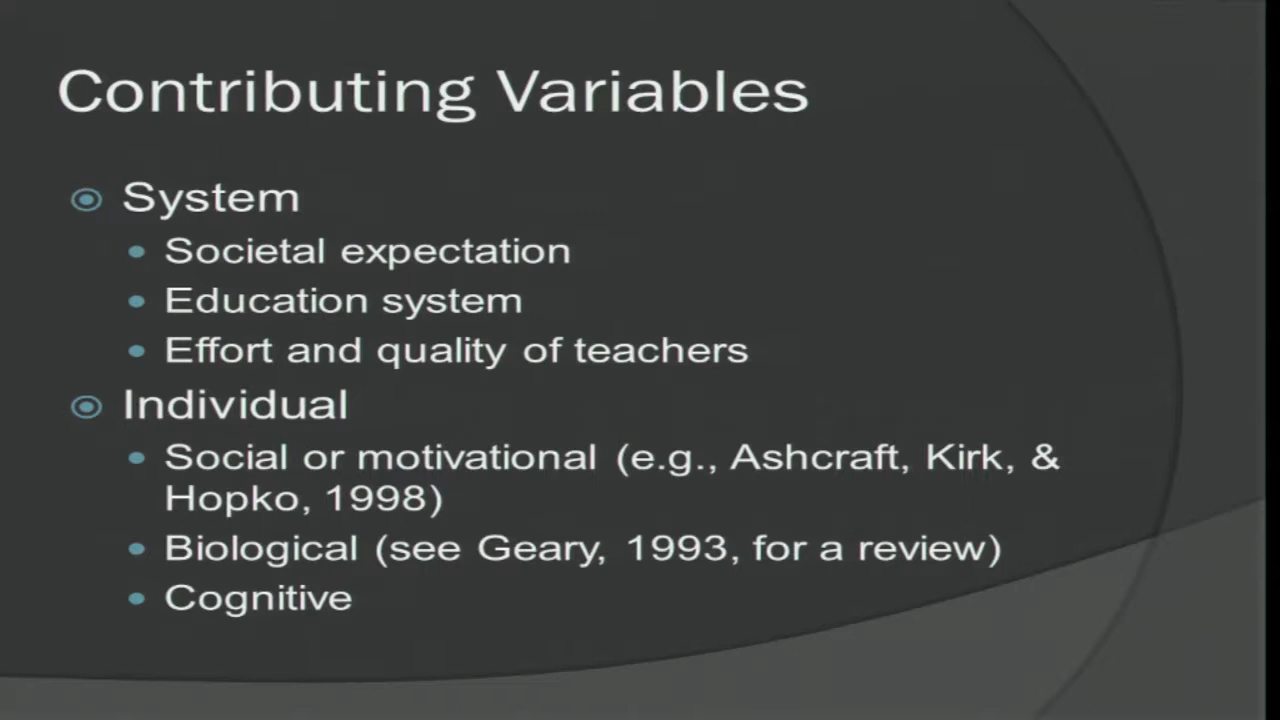 Contributing Variables
System
Societal expectation
Education system
Effort and quality of teachers
Individual
Social or motivational (e.g., Ashcraft, Kirk, &
Hopko, 1998)
Biological (see Geary, 1993, for a review)
Cognitive